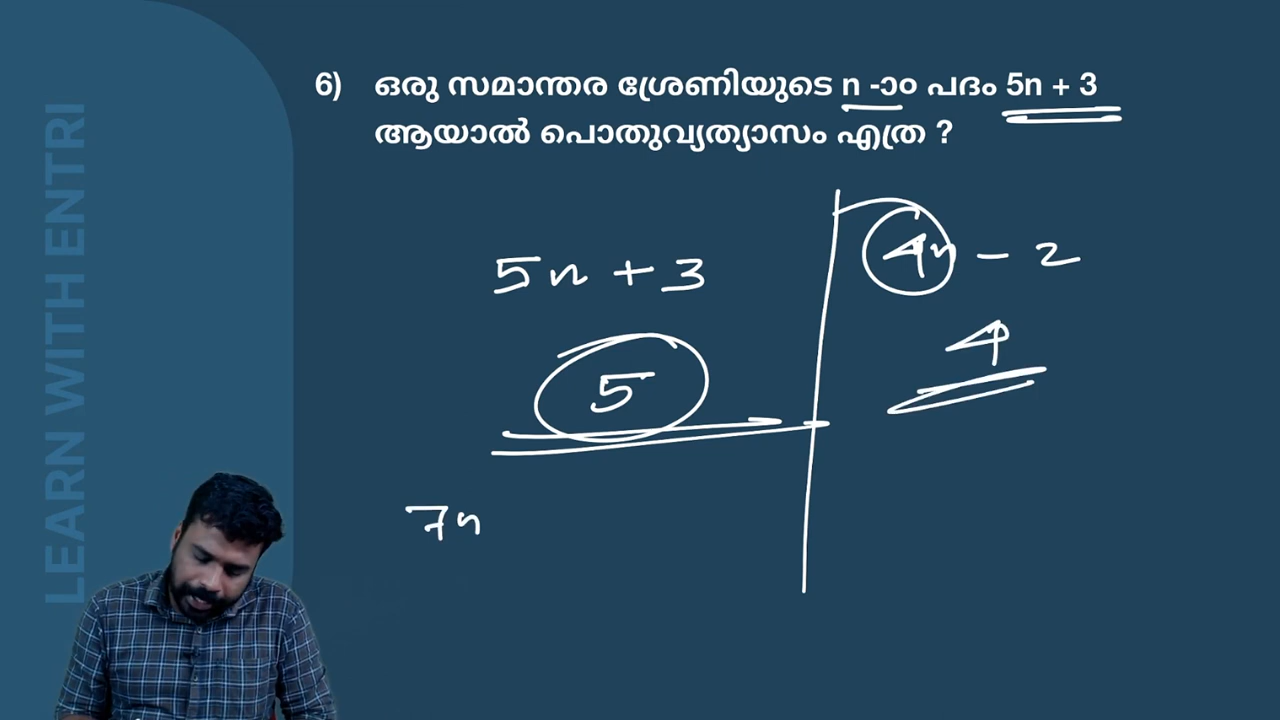 LEARN WITH ENTRI
6) ഒരു സമാന്തര ശ്രേണിയുടെ n -ാം പദം 5n + 3
ആയാൽ പൊതുവ്യത്യാസം എത്ര ?
5n + 3
5
7n
4n - 2
4